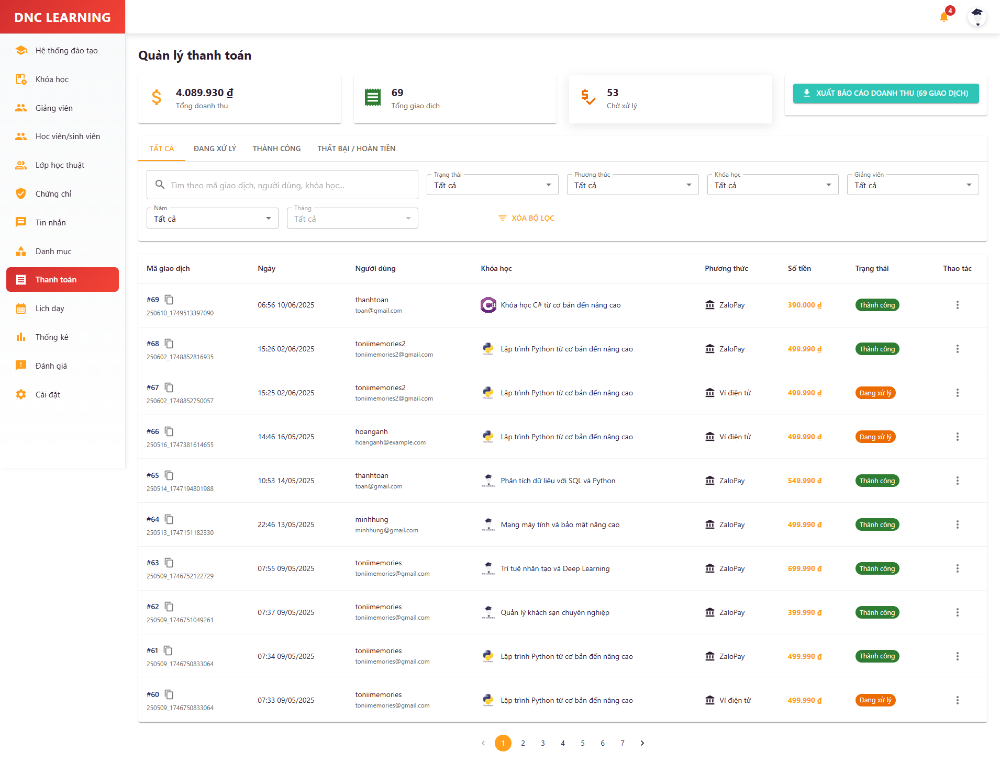 DNC LEARNING
4
Hệ thống đào tạo
Khóa học
Giảng viên
Học viên/sinh viên
Lớp học thuật
Chứng chỉ
Tin nhắn
Danh mục
Thanh toán
Lịch dạy
Thống kê
Đánh giá
Cài đặt
Quản lý thanh toán
4.089.930 ₫
Tổng doanh thu
69
Tổng giao dịch
53
Chờ xử lý
XUẤT BÁO CÁO DOANH THU (69 GIAO DỊCH)
TẤT CẢ ĐANG XỬ LÝ THÀNH CÔNG THẤT BẠI / HOÀN TIỀN
Tìm theo mã giao dịch, người dùng, khóa học...
Trạng thái
Tất cả
Phương thức
Tất cả
Khóa học
Tất cả
Giảng viên
Tất cả
Năm
Tất cả
Tháng
Tất cả
XÓA BỘ LỌC
Mã giao dịch Ngày Người dùng Khóa học Phương thức Số tiền Trạng thái Thao tác
#69
250610_1749513397090
06:56 10/06/2025
thanhtoan
toan@gmail.com
Khóa học C# từ cơ bản đến nâng cao
ZaloPay
390.000 ₫
Thành công
#68
250602_1748852816935
15:26 02/06/2025
toniimemories2
toniimemories2@gmail.com
Lập trình Python từ cơ bản đến nâng cao
ZaloPay
499.990 ₫
Thành công
#67
250602_1748852750057
15:25 02/06/2025
toniimemories2
toniimemories2@gmail.com
Lập trình Python từ cơ bản đến nâng cao
Ví điện tử
499.990 ₫
Đang xử lý
#66
250516_1747381614655
14:46 16/05/2025
hoanganh
hoanganh@example.com
Lập trình Python từ cơ bản đến nâng cao
Ví điện tử
499.990 ₫
Đang xử lý
#65
250514_1747194801988
10:53 14/05/2025
thanhtoan
toan@gmail.com
Phân tích dữ liệu với SQL và Python
ZaloPay
549.990 ₫
Thành công
#64
250513_1747151182330
22:46 13/05/2025
minhhung
minhhung@gmail.com
Mạng máy tính và bảo mật nâng cao
ZaloPay
499.990 ₫
Thành công
#63
250509_1746752122729
07:55 09/05/2025
toniimemories
toniimemories@gmail.com
Trí tuệ nhân tạo và Deep Learning
ZaloPay
699.990 ₫
Thành công
#62
250509_1746751049261
07:37 09/05/2025
toniimemories
toniimemories@gmail.com
Quản lý khách sạn chuyên nghiệp
ZaloPay
399.990 ₫
Thành công
#61
250509_1746750833064
07:34 09/05/2025
toniimemories
toniimemories@gmail.com
Lập trình Python từ cơ bản đến nâng cao
ZaloPay
499.990 ₫
Thành công
#60
250509_1746750833064
07:33 09/05/2025
toniimemories
toniimemories@gmail.com
Lập trình Python từ cơ bản đến nâng cao
Ví điện tử
499.990 ₫
Đang xử lý
1 2 3 4 5 6 7